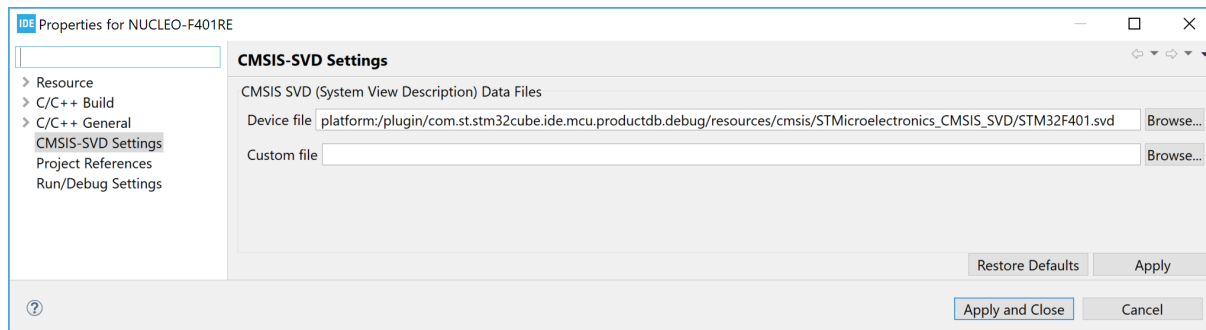 IDE Properties for NUCLEO-F401RE
CMSIS-SVD Settings
Resource
C/C++ Build
C/C++ General
CMSIS-SVD Settings
Project References
Run/Debug Settings
CMSIS SVD (System View Description) Data Files
Device file platform:/plugin/com.st.stm32cube.ide.mcu.productdb.debug/resources/cmsis/STMicroelectronics_CMSIS_SVD/STM32F401.svd Browse...
Custom file Browse...
Restore Defaults Apply
? Apply and Close Cancel